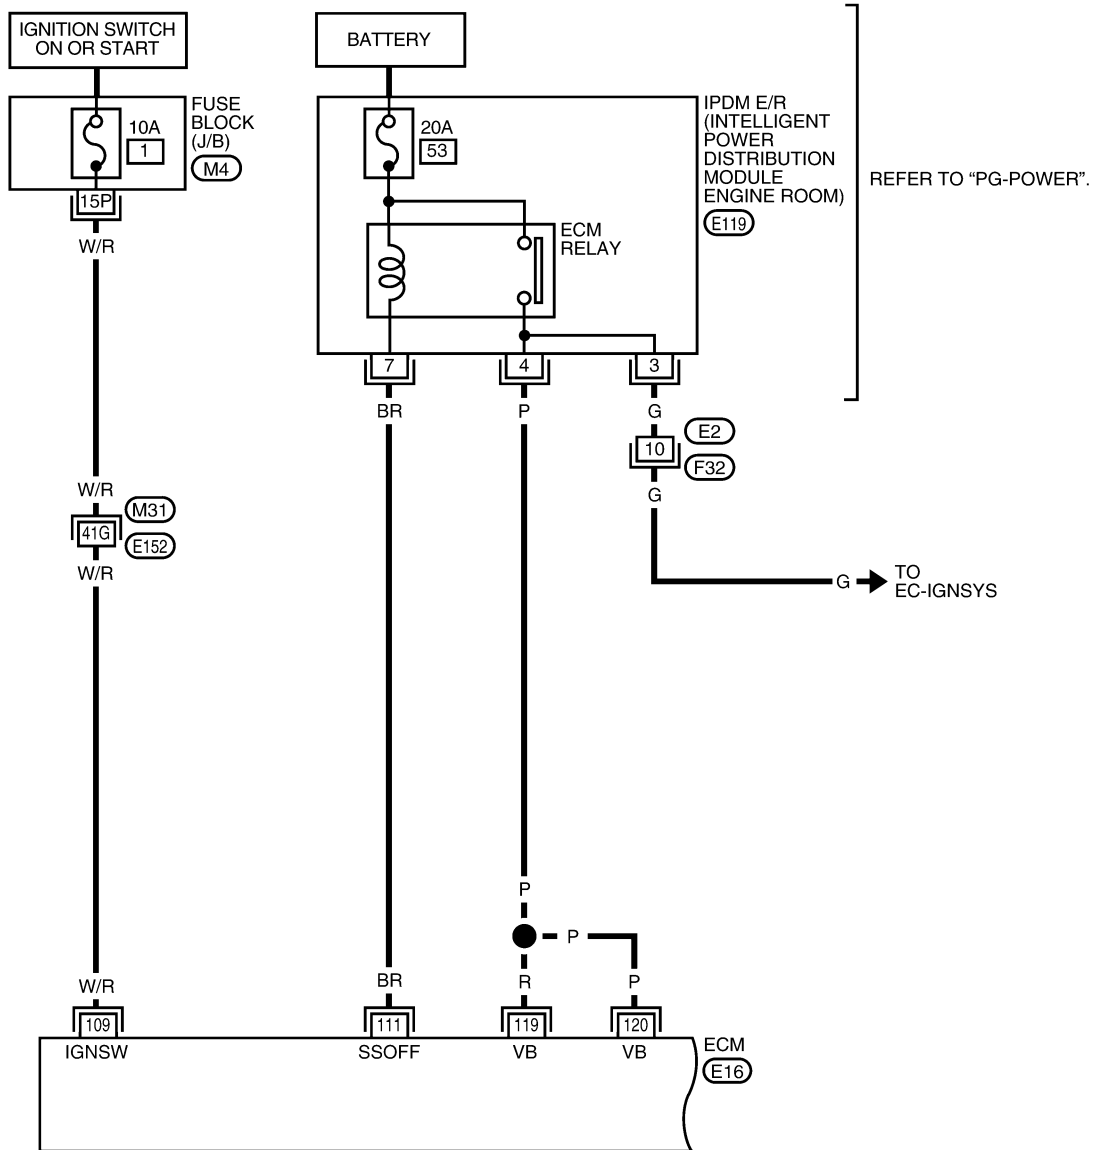 IGNITION SWITCH
ON OR START
BATTERY
FUSE
BLOCK
(J/B)
M4
10A
1
20A
53
IPDM E/R
(INTELLIGENT
POWER
DISTRIBUTION
MODULE
ENGINE ROOM)
E119
REFER TO “PG-POWER”.
15P
W/R
ECM
RELAY
7
4
3
BR
P
G
10
E2
F32
G
W/R
41G
M31
E152
W/R
G
TO
EC-IGNSYS
P
P
W/R
BR
R
P
109
111
119
120
IGNSW
SSOFF
VB
VB
ECM
E16